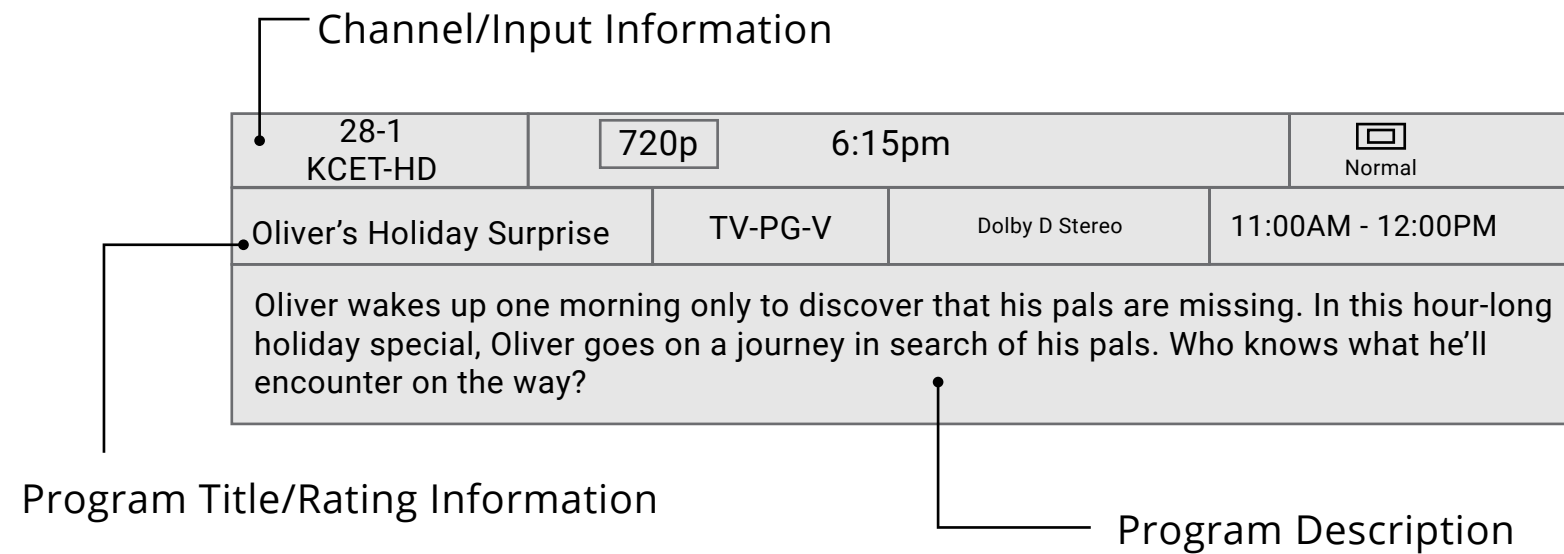 Channel/Input Information
28-1
KCET-HD
720p
6:15pm
Normal
Oliver’s Holiday Surprise
TV-PG-V
Dolby D Stereo
11:00AM - 12:00PM
Oliver wakes up one morning only to discover that his pals are missing. In this hour-long
holiday special, Oliver goes on a journey in search of his pals. Who knows what he’ll
encounter on the way?
Program Title/Rating Information
Program Description